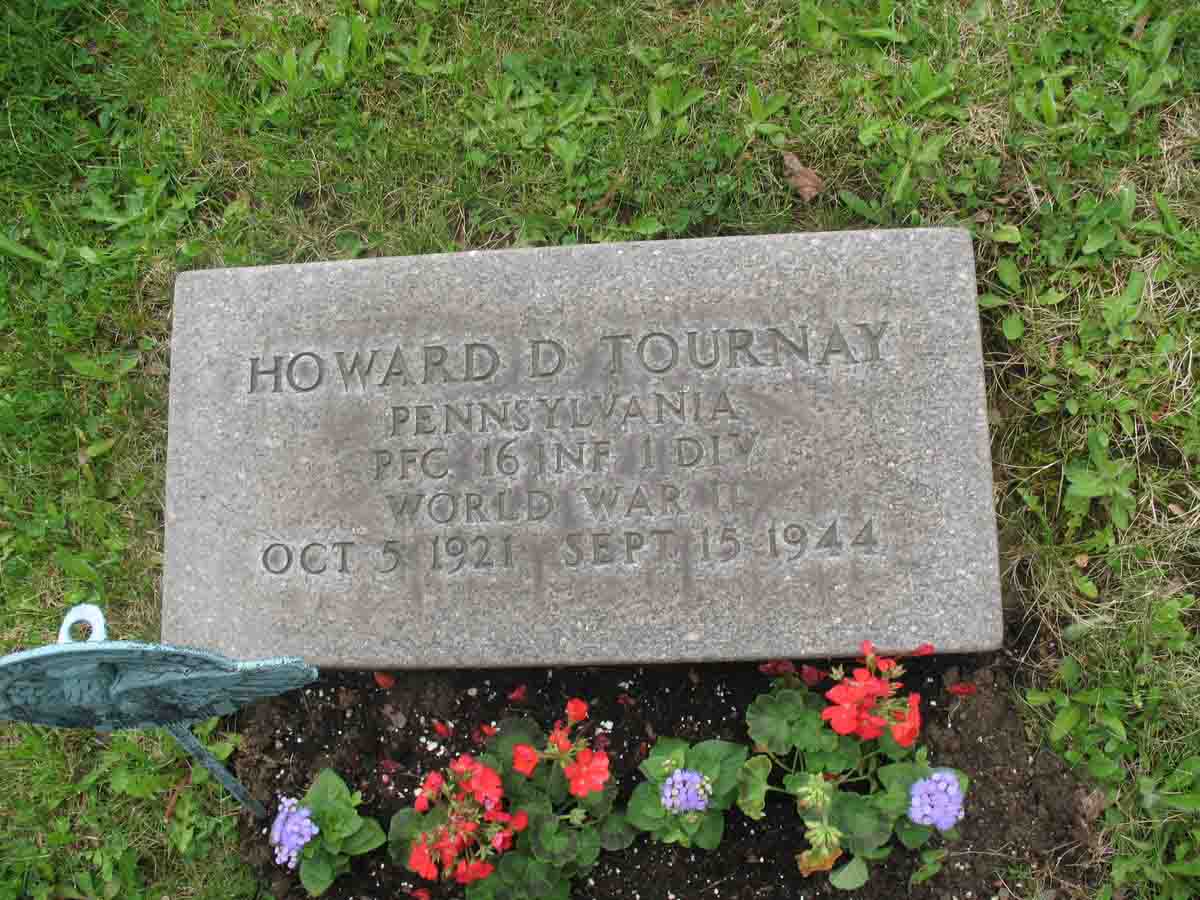 HOWARD D TOURNAY
PENNSYLVANIA
PFC 16 INF 1 DIV
WORLD WAR II
OCT 5 1921 SEPT 15 1944